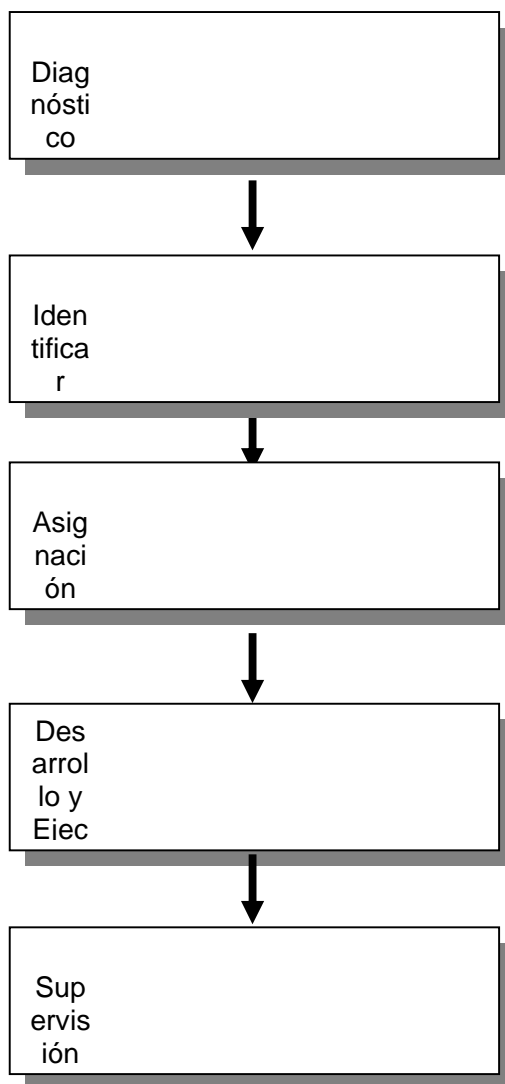 Diag
nósti
co
Iden
tifica
r
Asig
naci
ón
Des
arrol
lo y
Ejec
Sup
ervis
ión